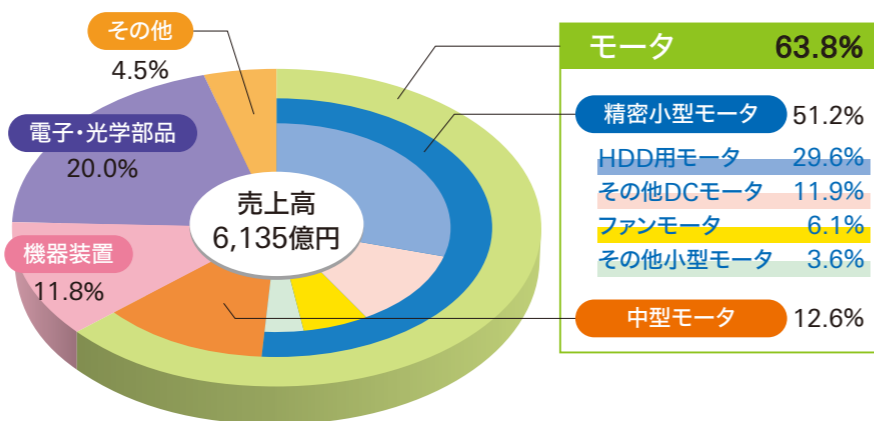 その他
4.5%
電子・光学部品
20.0%
機器装置
11.8%
売上高
6,135億円
モータ 63.8%
精密小型モータ 51.2%
HDD用モータ 29.6%
その他DCモータ 11.9%
ファンモータ 6.1%
その他小型モータ 3.6%
中型モータ 12.6%